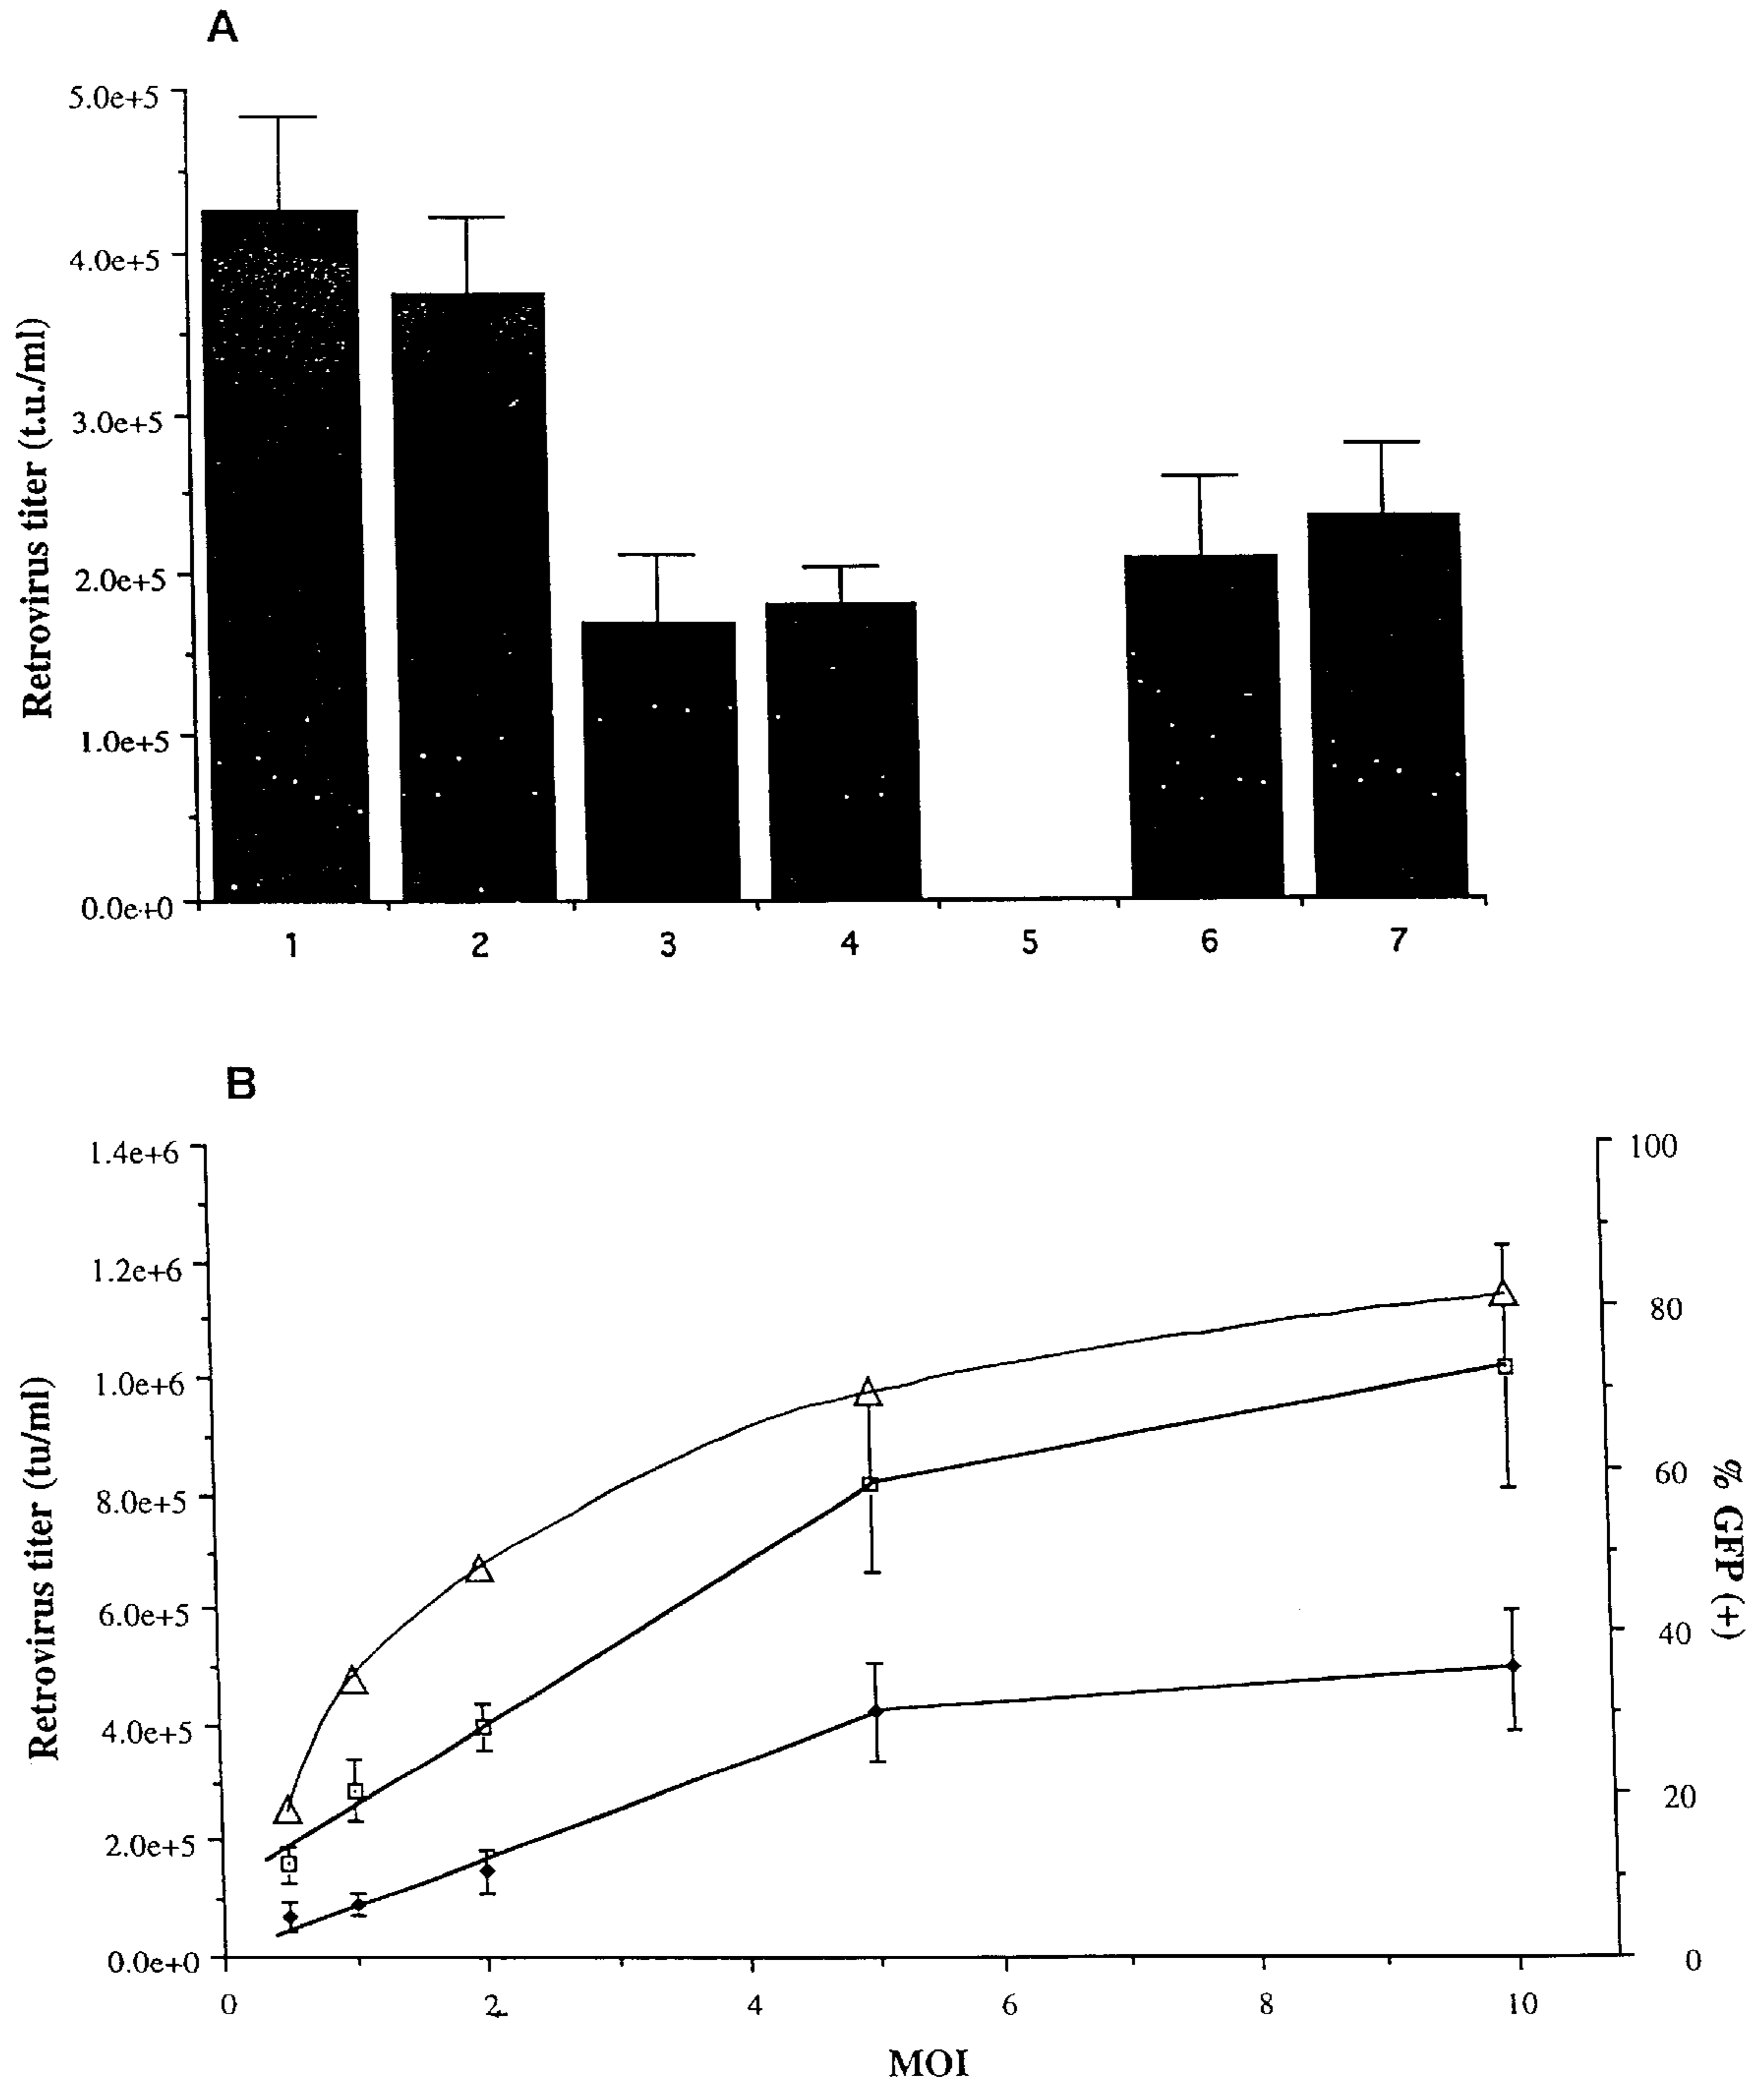 A
5.0e+5
4.0e+5
3.0e+5
2.0e+5
1.0e+5
0.0e+0
Retrovirus titer (t.u./ml)
1 2 3 4 5 6 7
B
1.4e+6
1.2e+6
1.0e+6
8.0e+5
6.0e+5
4.0e+5
2.0e+5
0.0e+0
Retrovirus titer (tu/ml)
100
80
60
40
20
0
% GFP (+)
0 2 4 6 8 10
MOI